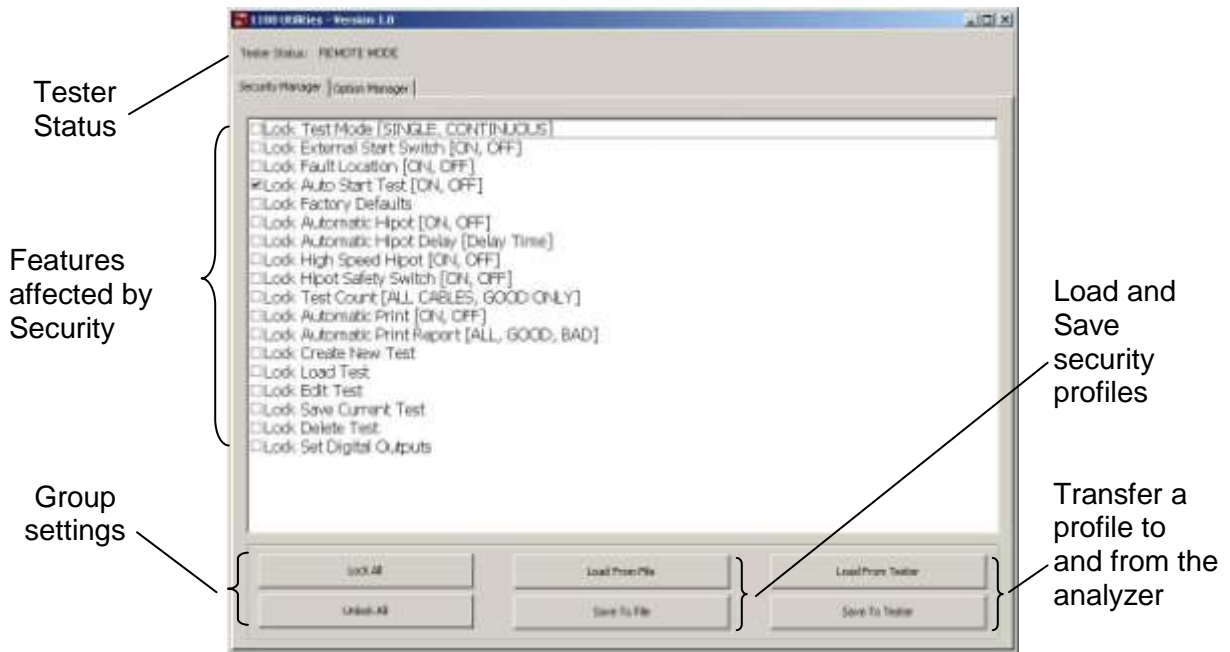 1100 Utilities - Version 1.0
Tester Status: REMOTE MODE
Security Manager Option Manager
Lock Test Mode [SINGLE, CONTINUOUS]
Lock External Start Switch [ON, OFF]
Lock Fault Location [ON, OFF]
Lock Auto Start Test [ON, OFF]
Lock Factory Defaults
Lock Automatic Hipot [ON, OFF]
Lock Automatic Hipot Delay [Delay Time]
Lock High Speed Hipot [ON, OFF]
Lock Hipot Safety Switch [ON, OFF]
Lock Test Count [ALL CABLES, GOOD ONLY]
Lock Automatic Print [ON, OFF]
Lock Automatic Print Report [ALL, GOOD, BAD]
Lock Create New Test
Lock Load Test
Lock Edit Test
Lock Save Current Test
Lock Delete Test
Lock Set Digital Outputs
Lock All
Load From File
Load From Tester
Unlock All
Save To File
Save To Tester
Tester
Status
Features
affected by
Security
Group
settings
Load and
Save
security
profiles
Transfer a
profile to
and from the
analyzer